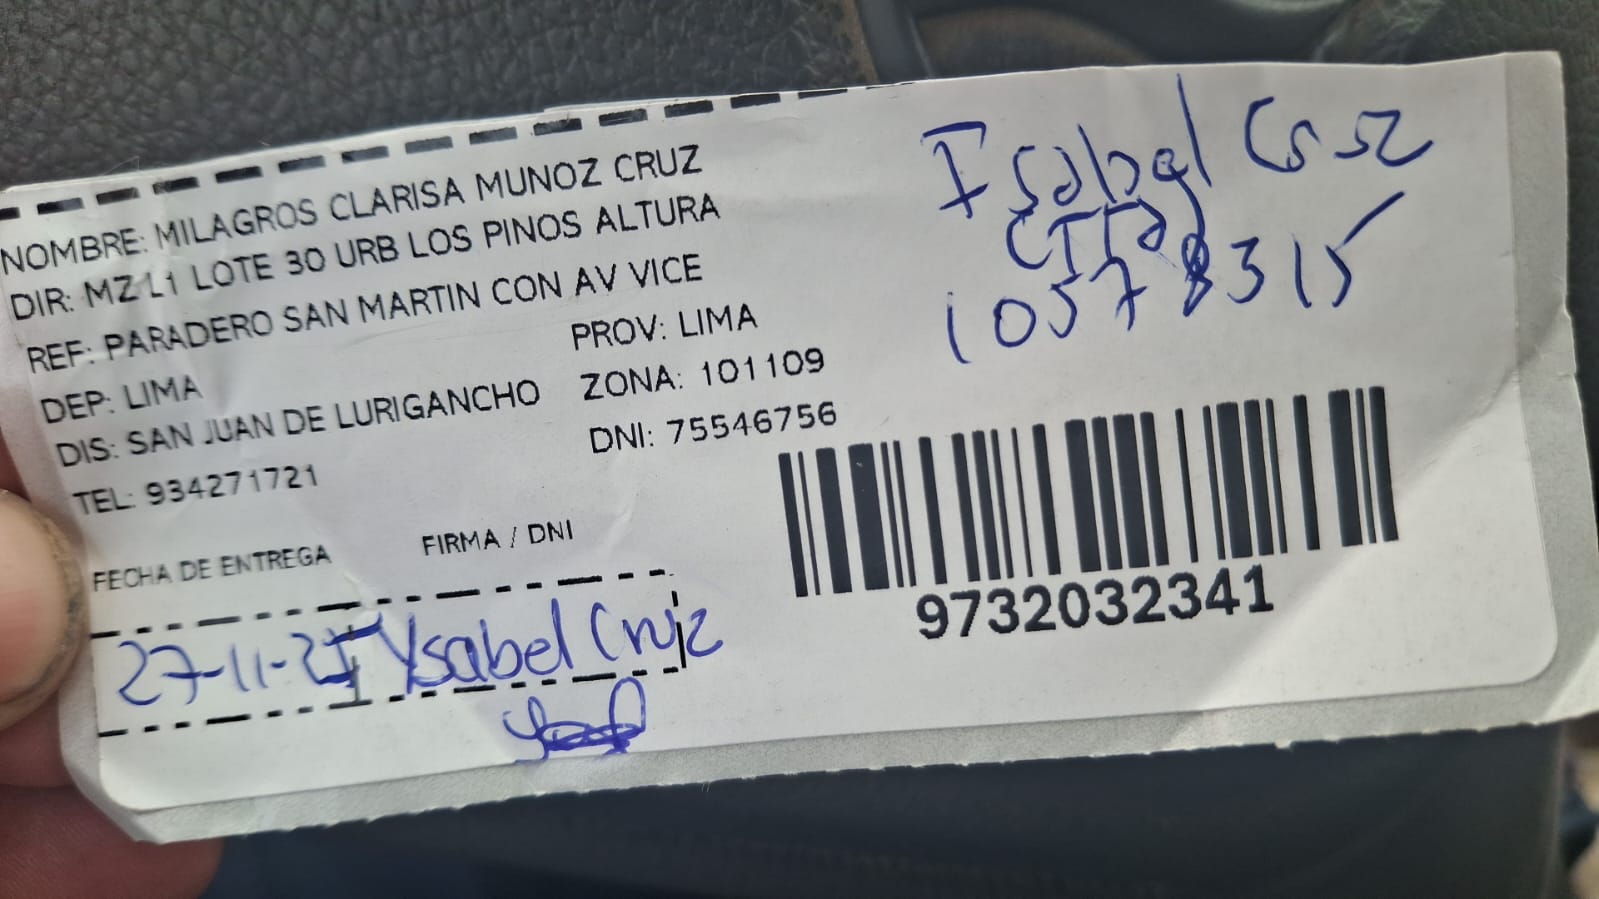 NOMBRE: MILAGROS CLARISA MUNOZ CRUZ
DIR: MZ L1 LOTE 30 URB LOS PINOS ALTURA
REF: PARADERO SAN MARTIN CON AV VICE
DEP: LIMA PROV: LIMA
DIS: SAN JUAN DE LURIGANCHO ZONA: 101109
TEL: 934271721 DNI: 75546756
FECHA DE ENTREGA FIRMA / DNI
27-11-25 Ysabel Cruz
Isabel
10578315
9732032341